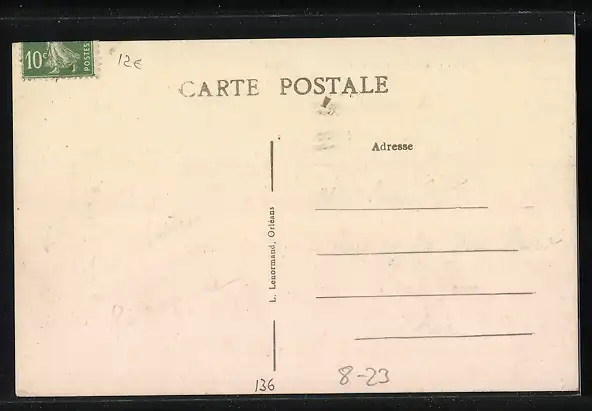 10c POSTES
12€
CARTE POSTALE
Adresse
L. Lenormand, Orléans
136
8-23